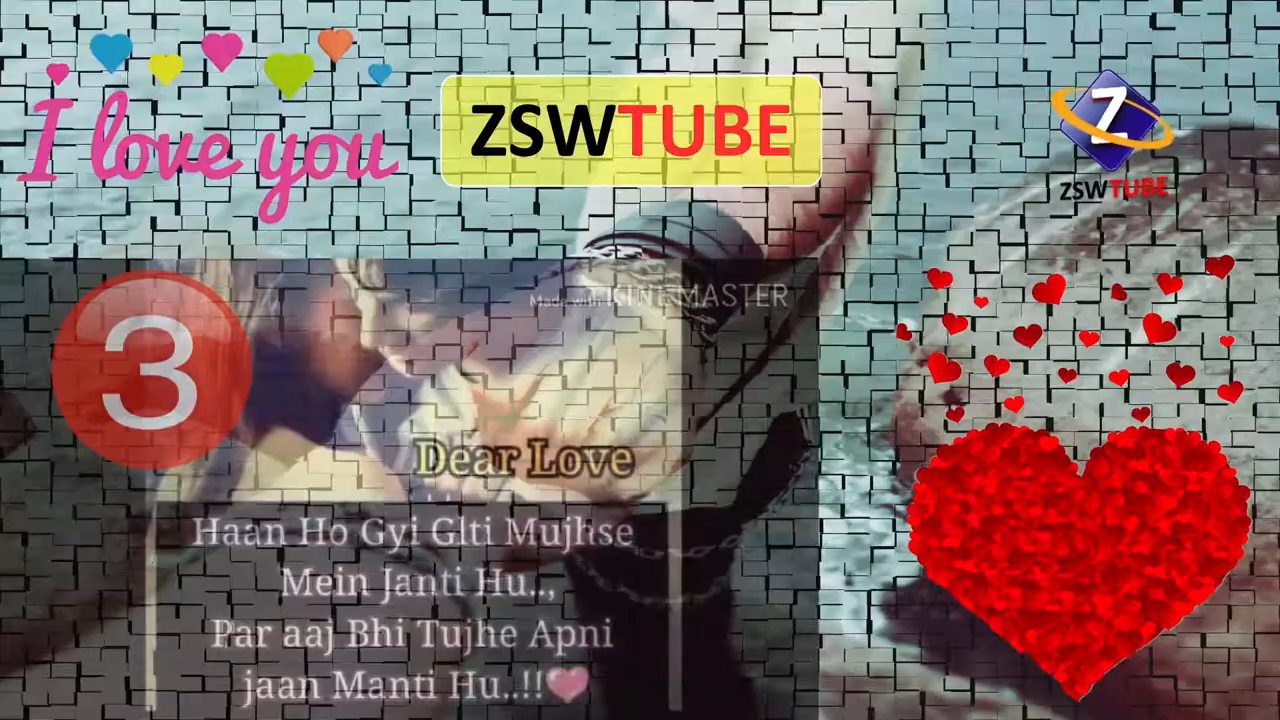 I love you
ZSWTUBE
Z
ZSWTUBE
3
Made with KINEMASTER
Dear Love
Haan Ho Gyi Glti Mujhse
Mein Janti Hu..,
Par aaj Bhi Tujhe Apni
jaan Manti Hu..!!